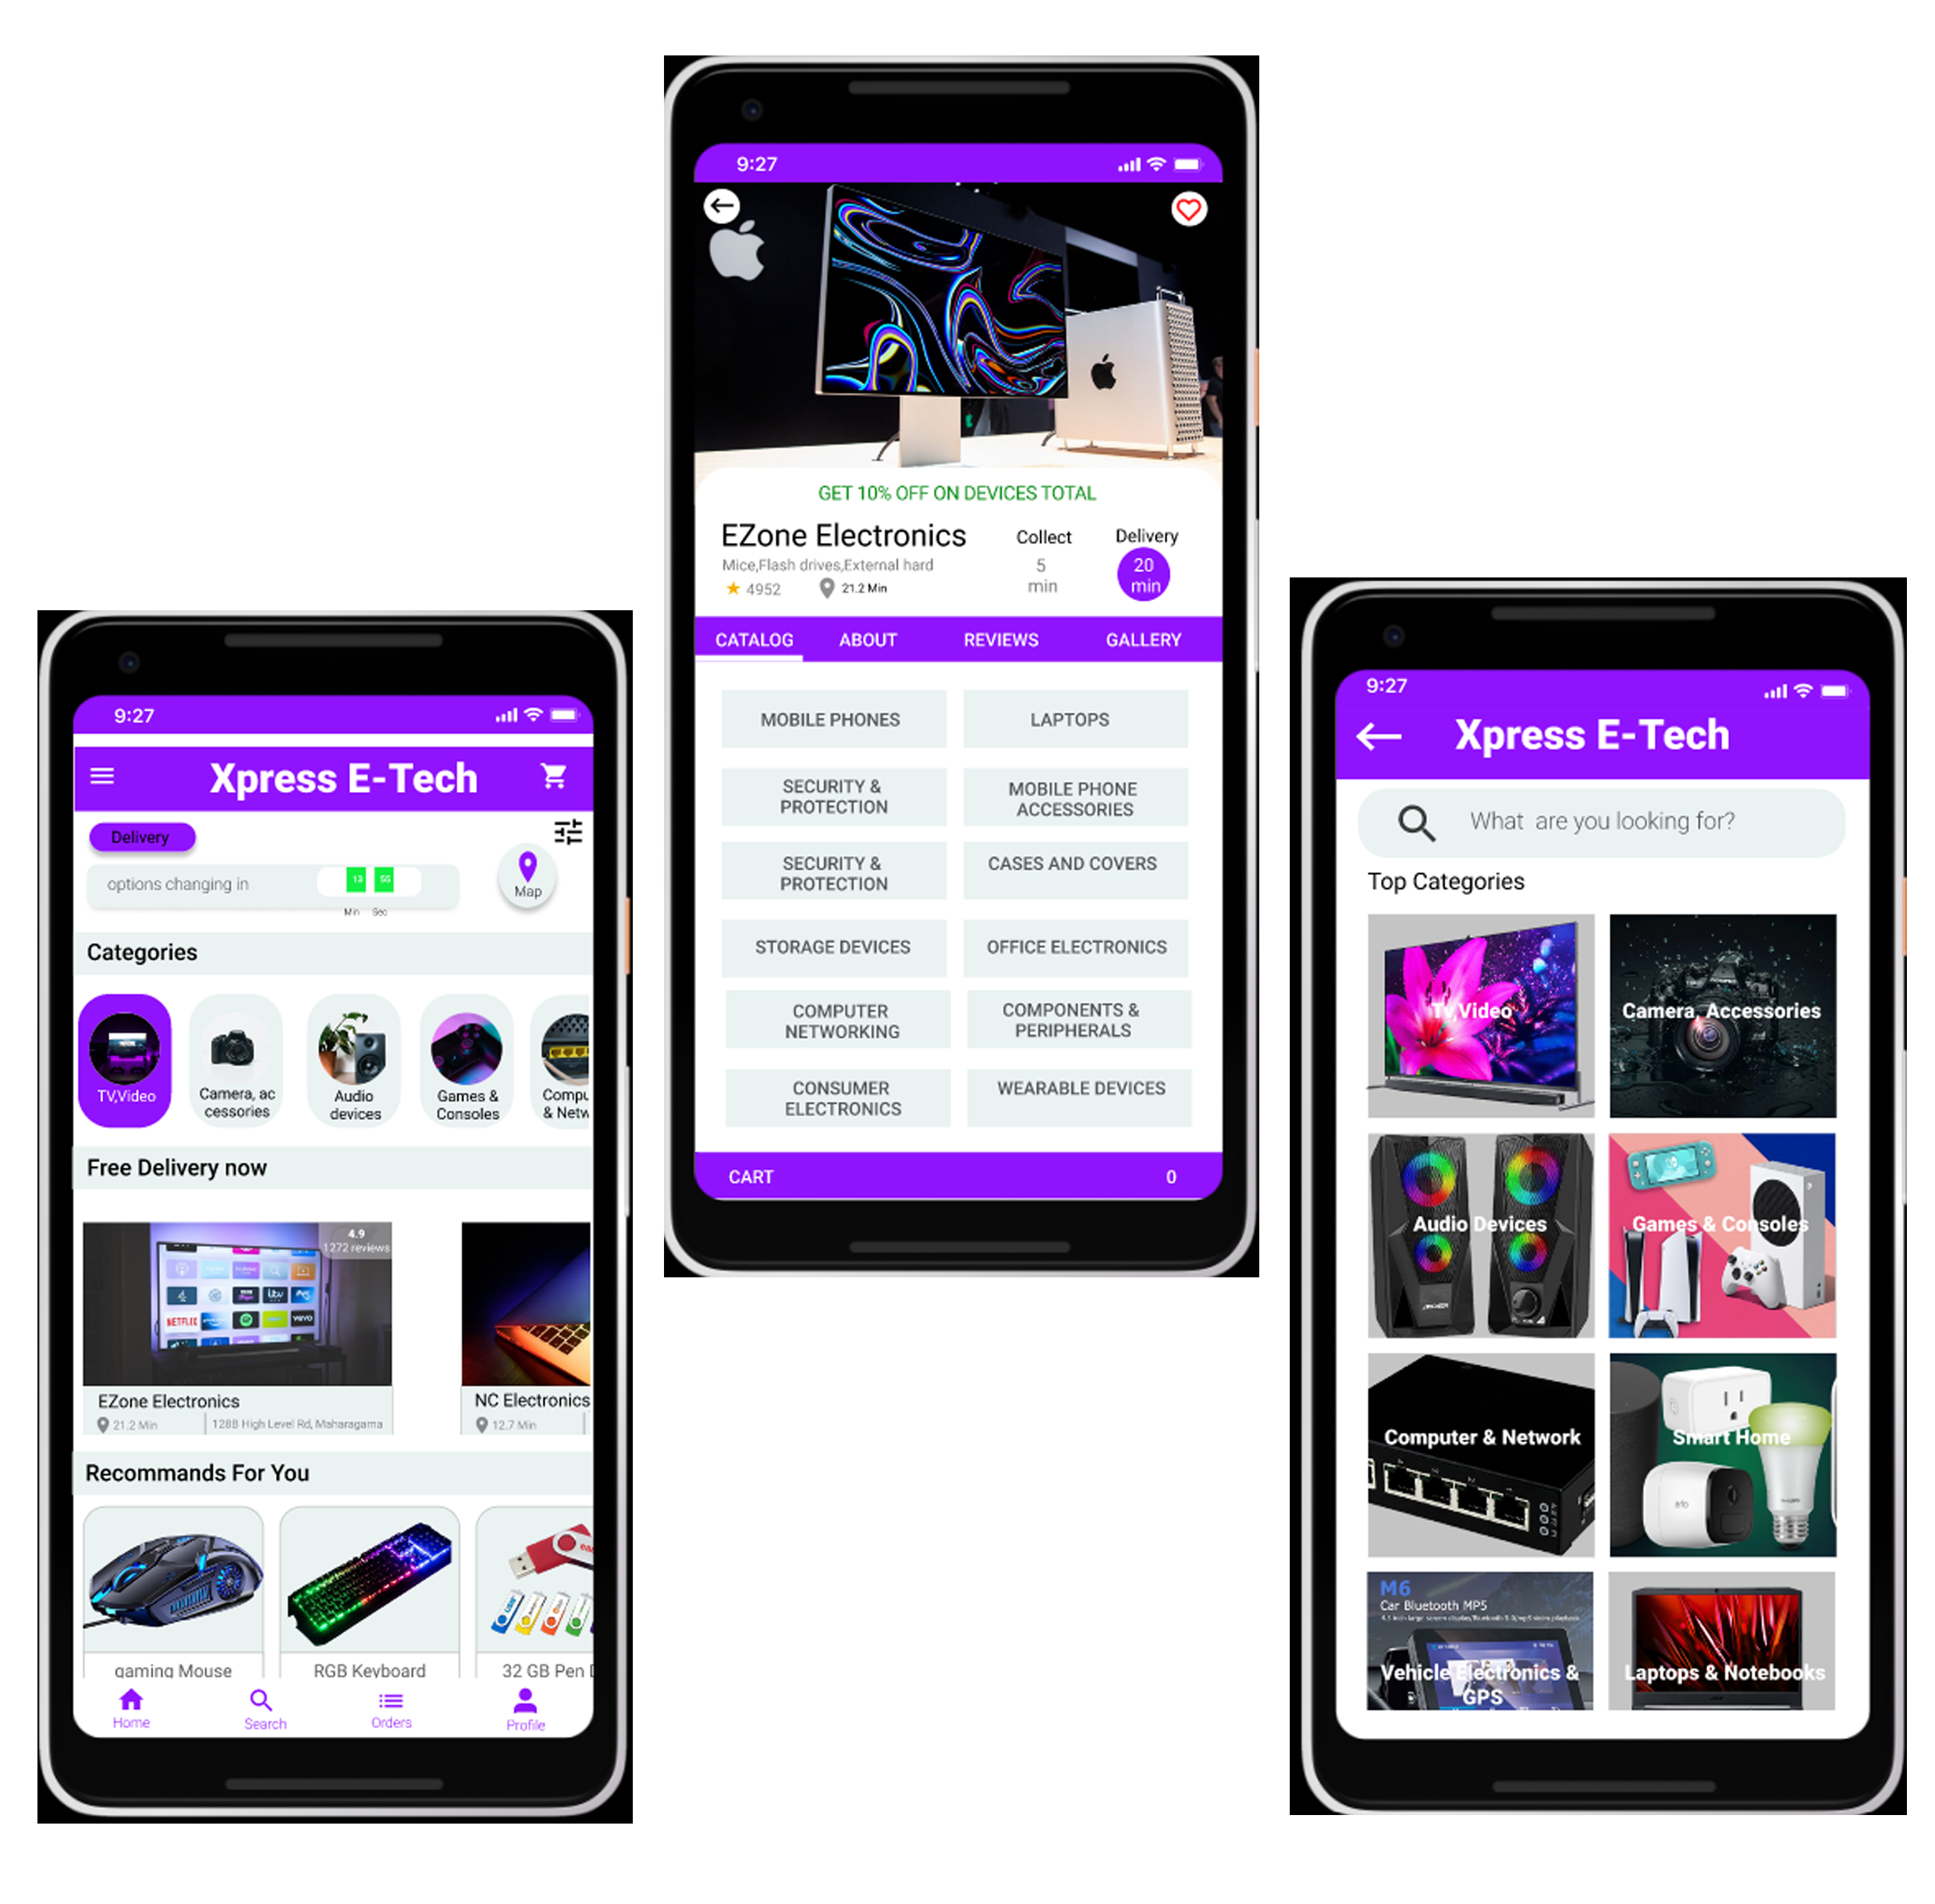 9:27
Xpress E-Tech
Delivery
options changing in
13 55
Min Sec
Map
Categories
TV,Video
Camera, ac
cessories
Audio
devices
Games &
Consoles
Compu
& Netw
Free Delivery now
4.9
1272 reviews
NETFLIX
itv
vevo
EZone Electronics
21.2 Min
128B High Level Rd, Maharagama
NC Electronics
12.7 Min
Recommands For You
gaming Mouse
RGB Keyboard
32 GB Pen D
Home
Search
Orders
Profile
9:27
GET 10% OFF ON DEVICES TOTAL
EZone Electronics
Mice,Flash drives,External hard
4952
21.2 Min
Collect
5
min
Delivery
20
min
CATALOG
ABOUT
REVIEWS
GALLERY
MOBILE PHONES
LAPTOPS
SECURITY &
PROTECTION
MOBILE PHONE
ACCESSORIES
SECURITY &
PROTECTION
CASES AND COVERS
STORAGE DEVICES
OFFICE ELECTRONICS
COMPUTER
NETWORKING
COMPONENTS &
PERIPHERALS
CONSUMER
ELECTRONICS
WEARABLE DEVICES
CART
0
9:27
Xpress E-Tech
What are you looking for?
Top Categories
TV,Video
Camera, Accessories
Audio Devices
Games & Consoles
Computer & Network
Smart Home
arlo
M6
Car Bluetooth MP5
Vehicle Electronics &
GPS
Laptops & Notebooks